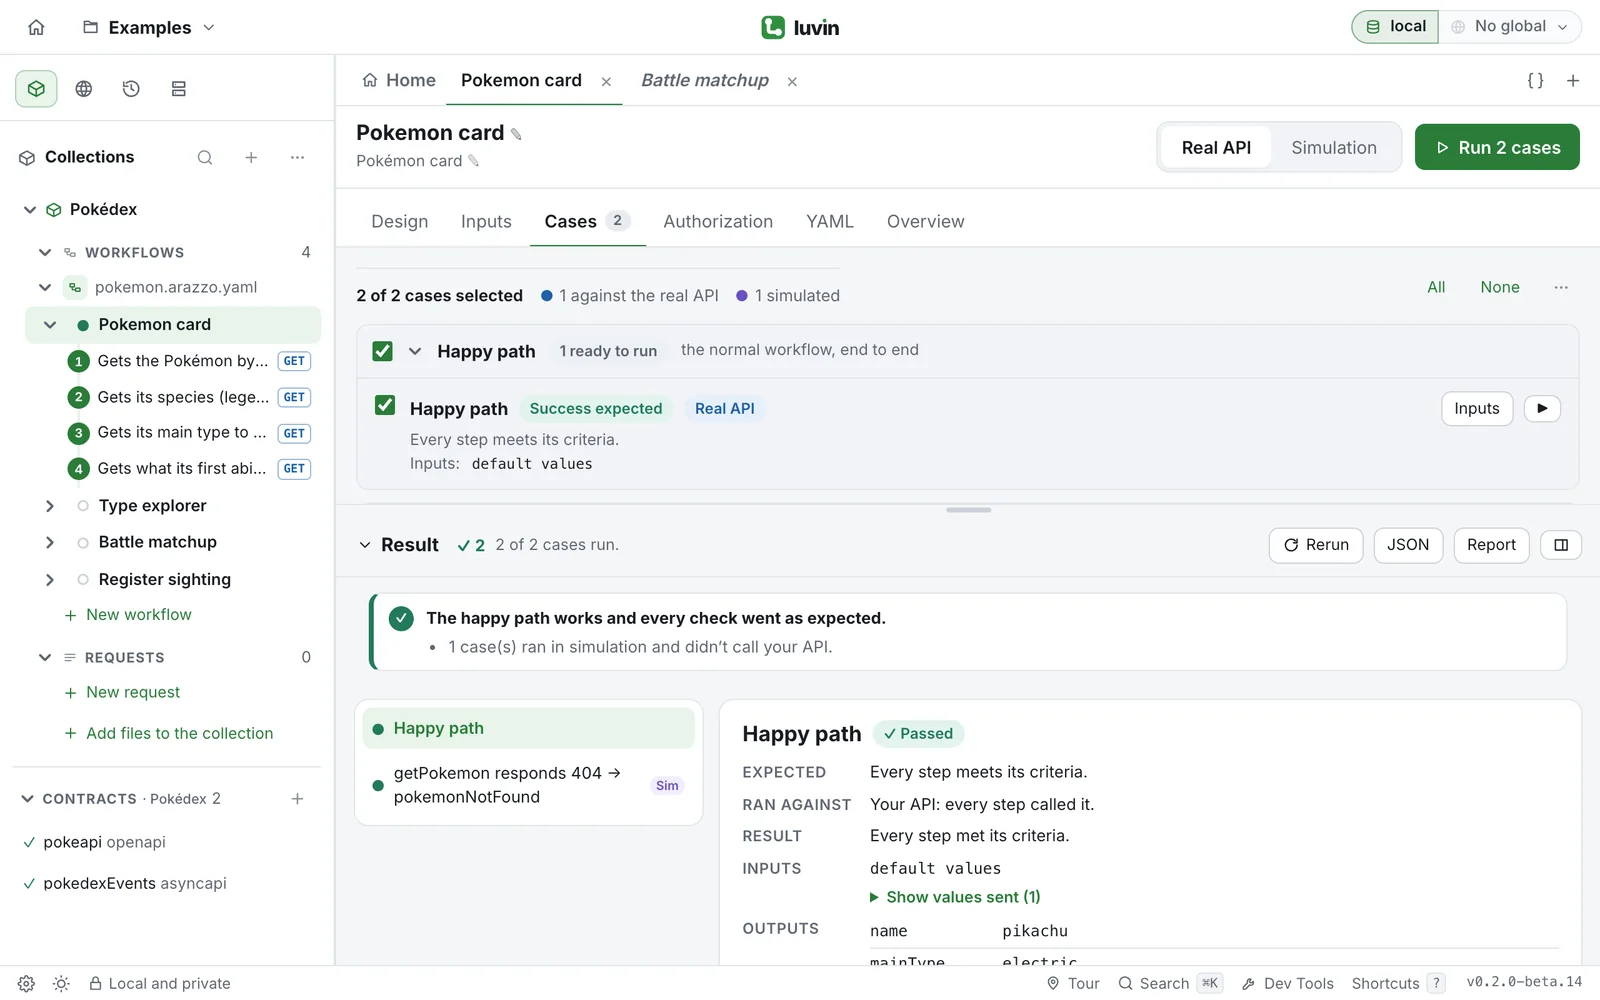 Examples
luvin
local
No global
Home
Pokemon card
Battle matchup
{ }
Collections
Pokédex
WORKFLOWS 4
pokemon.arazzo.yaml
Pokemon card
1 Gets the Pokémon by... GET
2 Gets its species (lege... GET
3 Gets its main type to ... GET
4 Gets what its first abi... GET
Type explorer
Battle matchup
Register sighting
+ New workflow
REQUESTS 0
+ New request
+ Add files to the collection
CONTRACTS · Pokédex 2
pokeapi openapi
pokedexEvents asyncapi
Pokemon card
Pokémon card
Real API
Simulation
Run 2 cases
Design
Inputs
Cases 2
Authorization
YAML
Overview
2 of 2 cases selected 1 against the real API 1 simulated
All
None
Happy path 1 ready to run the normal workflow, end to end
Happy path Success expected Real API
Inputs
Every step meets its criteria.
Inputs: default values
Result 2 2 of 2 cases run.
Rerun
JSON
Report
The happy path works and every check went as expected.
• 1 case(s) ran in simulation and didn't call your API.
Happy path
getPokemon responds 404 →
pokemonNotFound
Sim
Happy path Passed
EXPECTED Every step meets its criteria.
RAN AGAINST Your API: every step called it.
RESULT Every step met its criteria.
INPUTS default values
Show values sent (1)
OUTPUTS name pikachu
mainType electric
Local and private
Tour
Search ⌘K
Dev Tools
Shortcuts ?
v0.2.0-beta.14